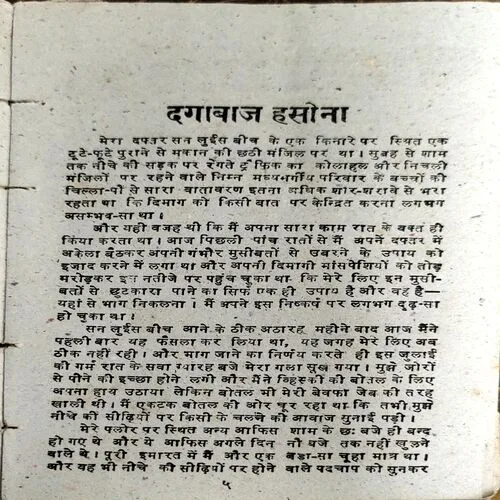 दगाबाज हसीना
मेरा दफ्तर सन लुईस बीच के एक किनारे पर स्थित एक
टूटे-फूटे पुराने से मकान की छठी मंजिल पर था। सुबह से शाम
तक नीचे की सड़क पर रेंगते ट्रैफिक का कोलाहल और निचली
मंजिलों पर रहने वाले निम्न मध्यवर्गीय परिवार के बच्चों की
चिल्ल-पों से सारा वातावरण इतना अधिक शोर-शराबे से भरा
रहता था कि दिमाग को किसी बात पर केन्द्रित करना लगभग
असम्भव-सा था।
और यही वजह थी कि मैं अपना सारा काम रात के वक्त ही
किया करता था। आज पिछली पांच रातों से मैं अपने दफ्तर में
अकेला बैठकर अपनी गंभीर मुसीबतों से उबरने के उपाय को
इजाद करने में लगा था और अपनी दिमागी मांसपेशियों को तोड़
मरोड़कर इस नतीजे पर पहुंच चुका था, कि मेरे लिए इन मुसी-
बतों से छुटकारा पाने का सिर्फ एक ही उपाय है और वह है—
यहां से भाग निकलना। मैं अपने इस निष्कर्ष पर लगभग दृढ़-सा
हो चुका था।
सन लुईस बीच आने के ठीक अठारह महीने बाद आज मैंने
पहली बार यह फैसला कर लिया था, यह जगह मेरे लिए अब
ठीक नहीं रही। और भाग जाने का निर्णय करते ही इस जुलाई
की गर्म रात के सवा ग्यारह बजे मेरा गला सूख गया। मुझे जोरों
से पीने की इच्छा होने लगी और मैंने व्हिस्की की बोतल के लिए
अपना हाथ उठाया लेकिन बोतल भी मेरी बेवफा जेब की तरह
खाली थी। मैं एकटक बोतल की ओर घूर रहा था कि तभी मुझे
नीचे की सीढ़ियों पर किसी के चलने की आवाज सुनाई पड़ी।
मेरे फ्लोर पर स्थित अन्य आफिस शाम के छः बजे ही बन्द
हो गए थे और ये आफिस अगले दिन नौ बजे तक नहीं खुलने
वाले थे। पूरी इमारत में मैं और एक बड़ा-सा चूहा मात्र था।
और यह भी नीचे की सीढ़ियों पर होने वाले पदचाप को सुनकर
५